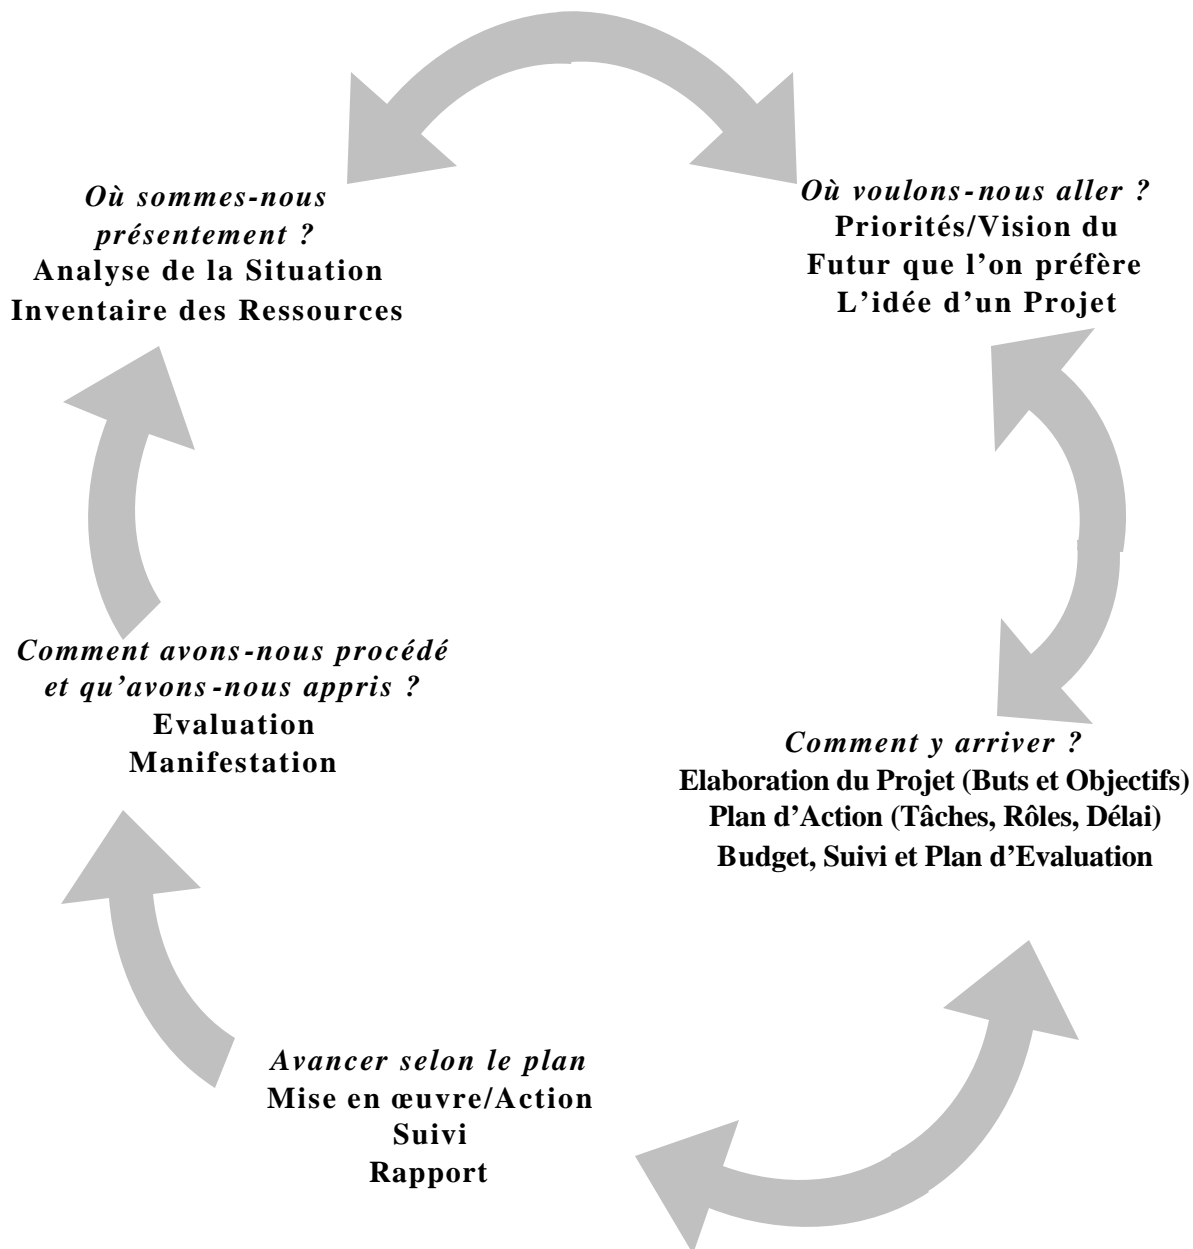 Où sommes-nous
présentement ?
Analyse de la Situation
Inventaire des Ressources
Où voulons-nous aller ?
Priorités/Vision du
Futur que l’on préfère
L’idée d’un Projet
Comment y arriver ?
Elaboration du Projet (Buts et Objectifs)
Plan d’Action (Tâches, Rôles, Délai)
Budget, Suivi et Plan d’Evaluation
Avancer selon le plan
Mise en œuvre/Action
Suivi
Rapport
Comment avons-nous procédé
et qu’avons-nous appris ?
Evaluation
Manifestation